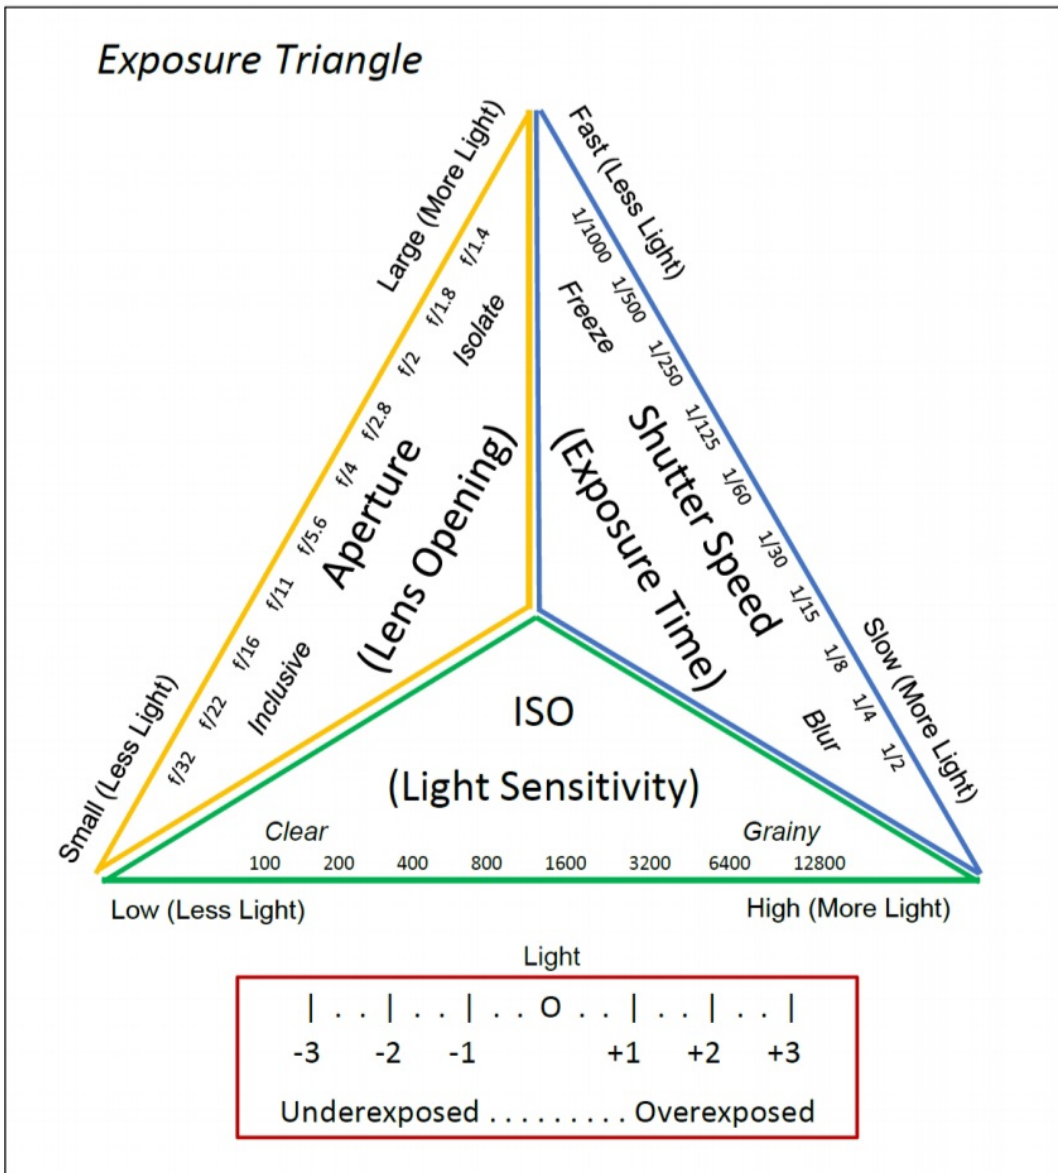 Exposure Triangle
Large (More Light)
Small (Less Light)
f/1.4
f/1.8
f/2
f/2.8
f/4
f/5.6
f/11
f/16
f/22
f/32
Isolate
Aperture
(Lens Opening)
Inclusive
Fast (Less Light)
Slow (More Light)
1/1000
1/500
1/250
1/125
1/60
1/30
1/15
1/8
1/4
1/2
Freeze
Shutter Speed
(Exposure Time)
Blur
ISO
(Light Sensitivity)
Clear Grainy
100 200 400 800 1600 3200 6400 12800
Low (Less Light) High (More Light)
Light
| . . | . . | . . O . . | . . | . . |
-3 -2 -1 +1 +2 +3
Underexposed . . . . . . . . . Overexposed